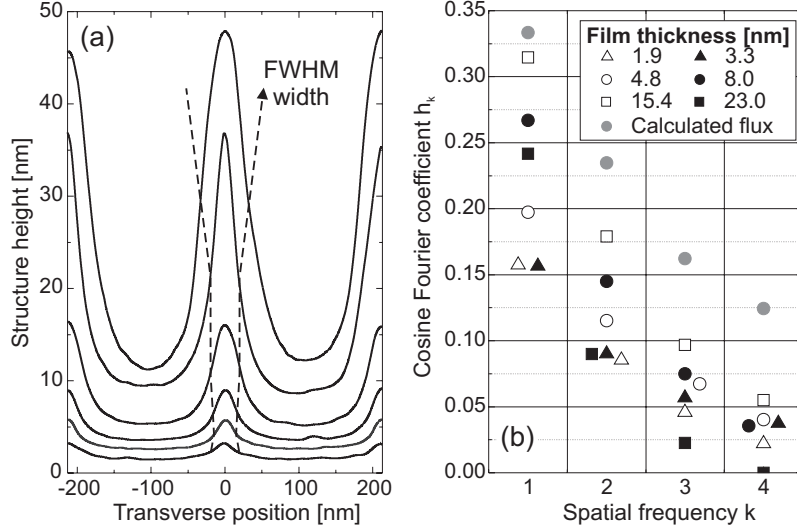 (a)
FWHM
width
Structure height [nm]
50
40
30
20
10
0
-200 -100 0 100 200
Transverse position [nm]
Cosine Fourier coefficient hₖ
0.35
0.30
0.25
0.20
0.15
0.10
0.05
0.00
Film thickness [nm]
1.9 3.3
4.8 8.0
15.4 23.0
Calculated flux
(b)
1 2 3 4
Spatial frequency k